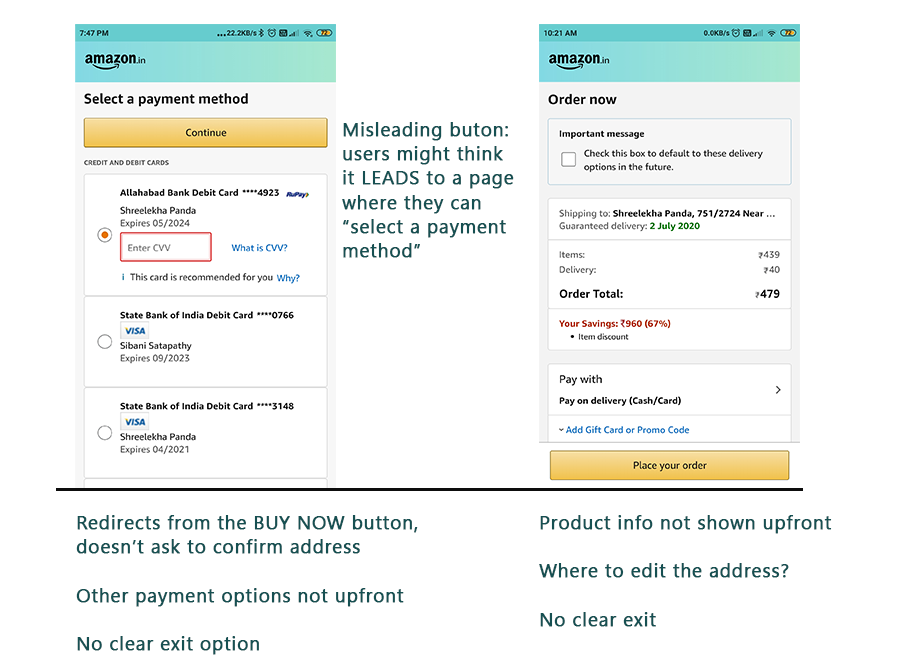 7:47 PM
...22.2KB/s
72
amazon.in
Select a payment method
Continue
CREDIT AND DEBIT CARDS
Allahabad Bank Debit Card ****4923 RuPay
Shreelekha Panda
Expires 05/2024
Enter CVV
What is CVV?
i This card is recommended for you Why?
State Bank of India Debit Card ****0766
VISA
Sibani Satapathy
Expires 09/2023
State Bank of India Debit Card ****3148
VISA
Shreelekha Panda
Expires 04/2021
Misleading buton:
users might think
it LEADS to a page
where they can
“select a payment
method”
10:21 AM
0.0KB/s
amazon.in
Order now
Important message
Check this box to default to these delivery
options in the future.
Shipping to: Shreelekha Panda, 751/2724 Near ...
Guaranteed delivery: 2 July 2020
Items: ₹439
Delivery: ₹40
Order Total: ₹479
Your Savings: ₹960 (67%)
• Item discount
Pay with
Pay on delivery (Cash/Card)
Add Gift Card or Promo Code
Place your order
Redirects from the BUY NOW button,
doesn’t ask to confirm address
Other payment options not upfront
No clear exit option
Product info not shown upfront
Where to edit the address?
No clear exit